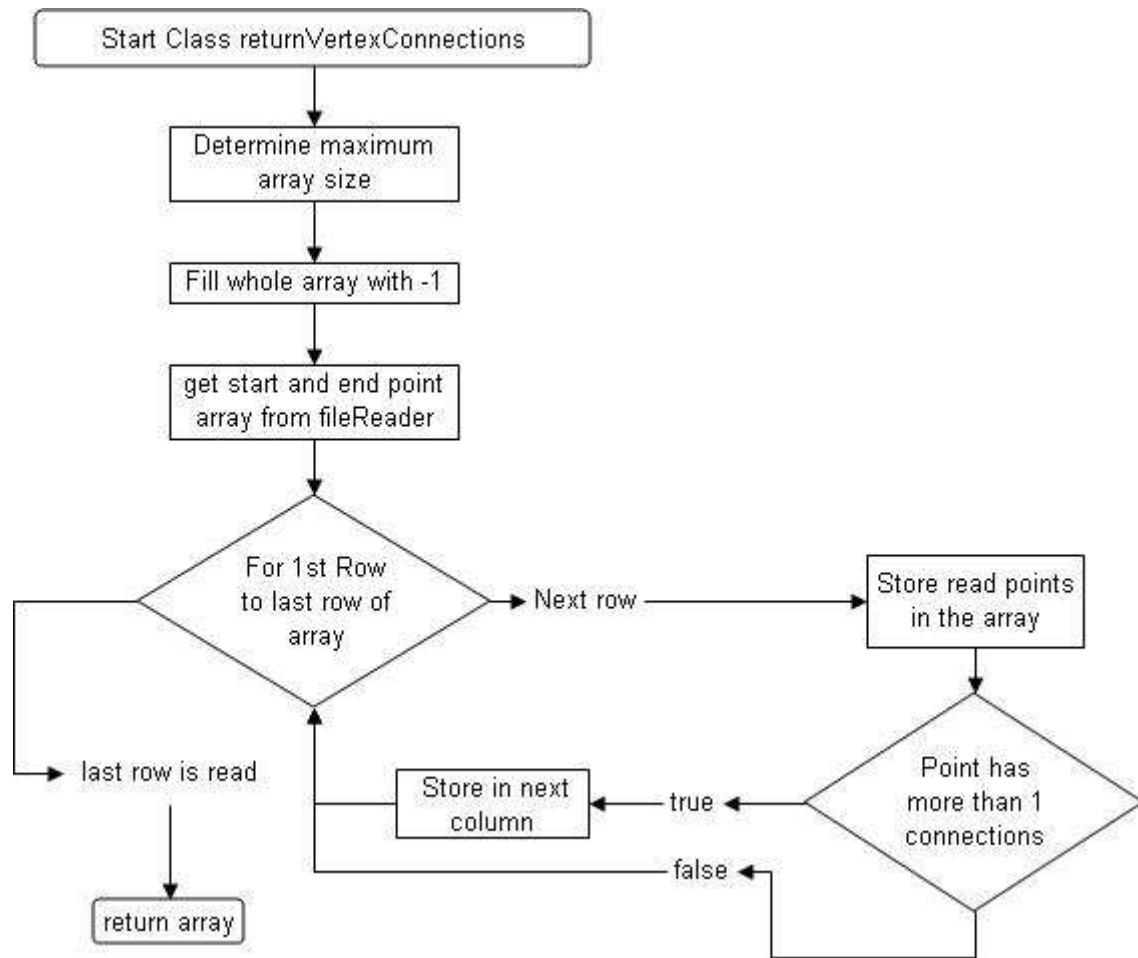 Start Class returnVertexConnections
Determine maximum
array size
Fill whole array with -1
get start and end point
array from fileReader
For 1st Row
to last row of
array
Next row
Store read points
in the array
Point has
more than 1
connections
true
Store in next
column
false
last row is read
return array